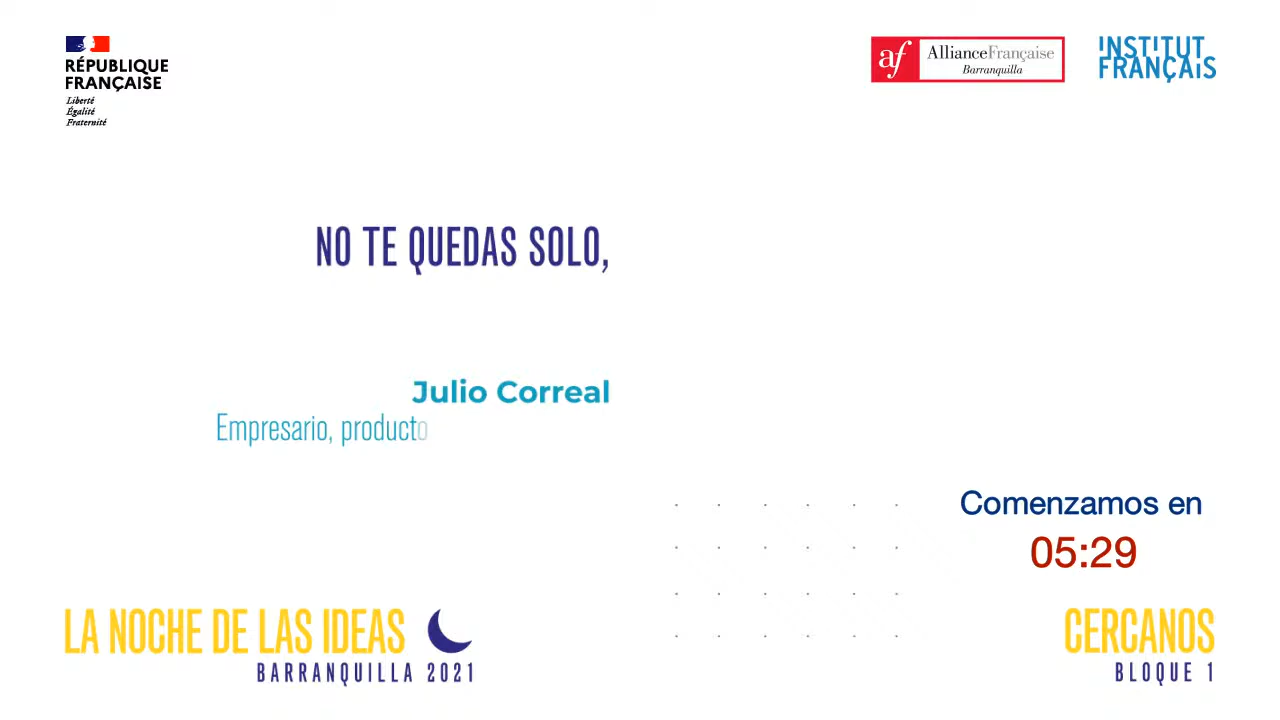 RÉPUBLIQUE
FRANÇAISE
Liberté
Égalité
Fraternité
af AllianceFrançaise
Barranquilla
INSTITUT
FRANÇAIS
NO TE QUEDAS SOLO,
Julio Correal
Empresario, producto
Comenzamos en
05:29
LA NOCHE DE LAS IDEAS
BARRANQUILLA 2021
CERCANOS
BLOQUE 1